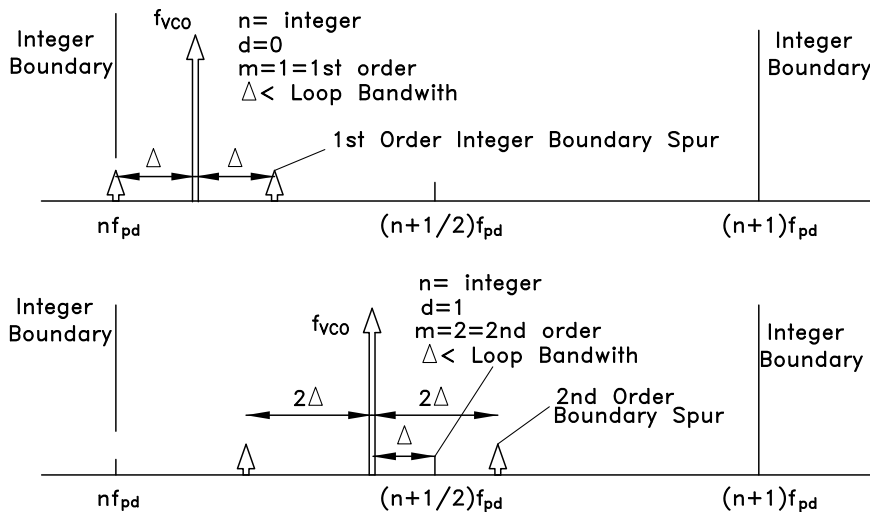 Integer
Boundary
fVCO
n= integer
d=0
m=1=1st order
Δ< Loop Bandwith
Integer
Boundary
Δ
Δ
1st Order Integer Boundary Spur
nfpd
(n+1/2)fpd
(n+1)fpd
Integer
Boundary
fVCO
n= integer
d=1
m=2=2nd order
Δ< Loop Bandwith
Integer
Boundary
2Δ
2Δ
2nd Order
Boundary Spur
Δ
nfpd
(n+1/2)fpd
(n+1)fpd